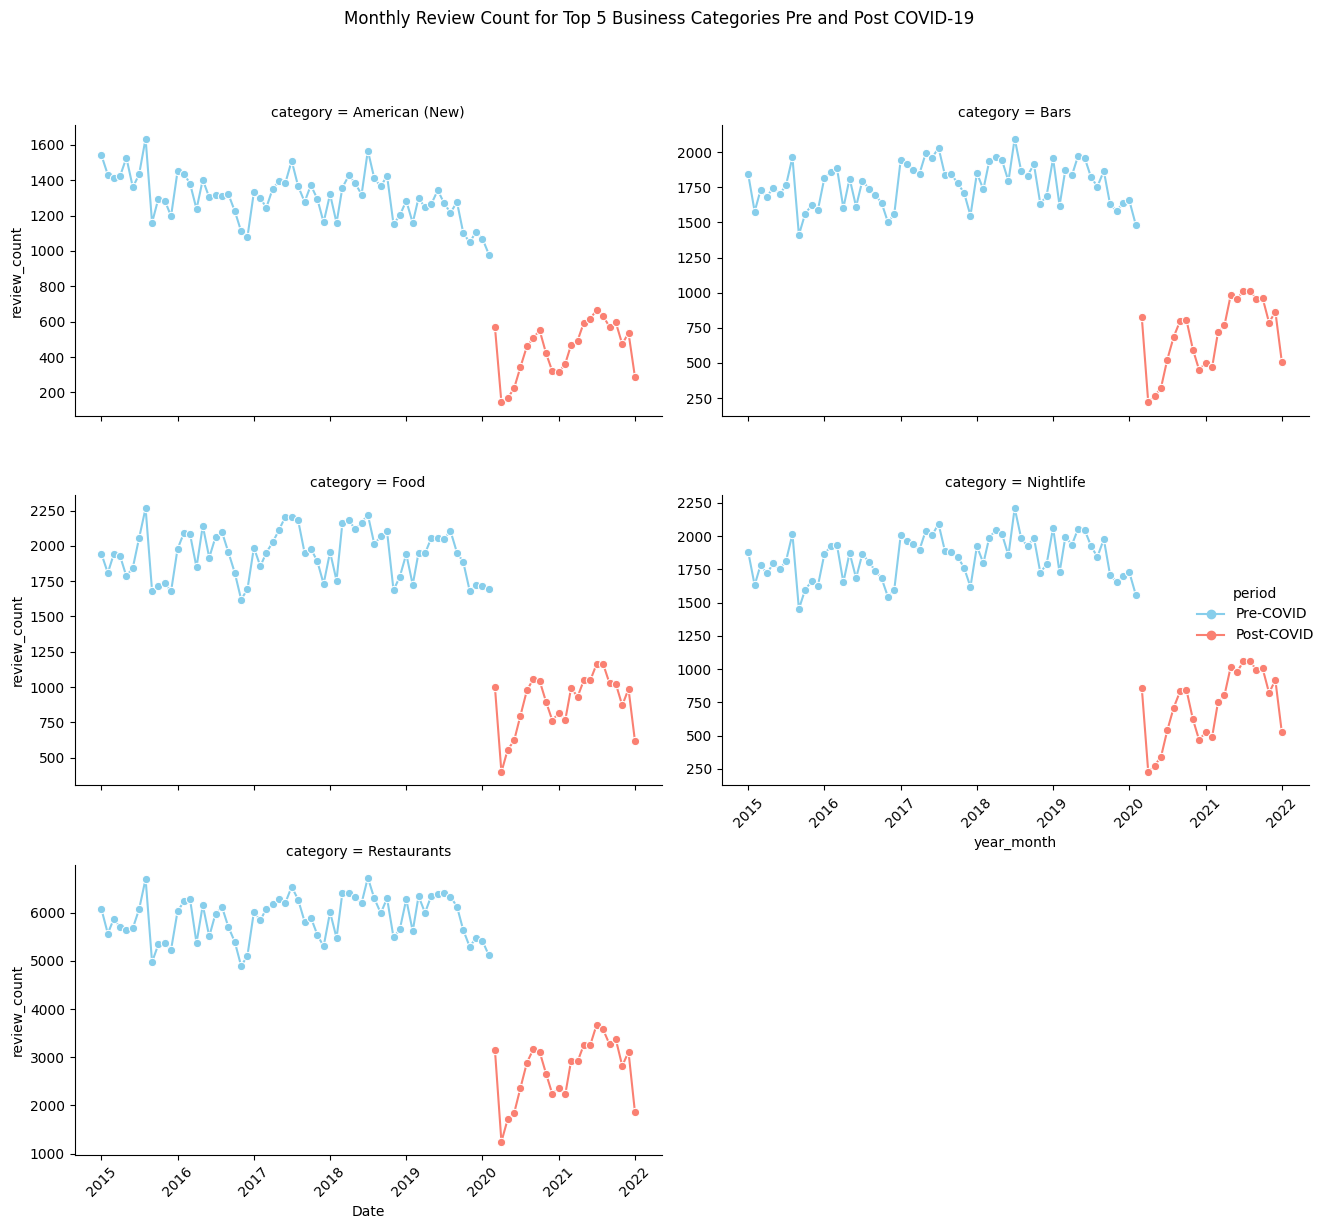 Monthly Review Count for Top 5 Business Categories Pre and Post COVID-19
category = American (New)
review_count
1600
1400
1200
1000
800
600
400
200
category = Bars
2000
1750
1500
1250
1000
750
500
250
category = Food
review_count
2250
2000
1750
1500
1250
1000
750
500
category = Nightlife
2250
2000
1750
1500
1250
1000
750
500
250
2015 2016 2017 2018 2019 2020 2021 2022
year_month
period
Pre-COVID
Post-COVID
category = Restaurants
review_count
6000
5000
4000
3000
2000
1000
2015 2016 2017 2018 2019 2020 2021 2022
Date